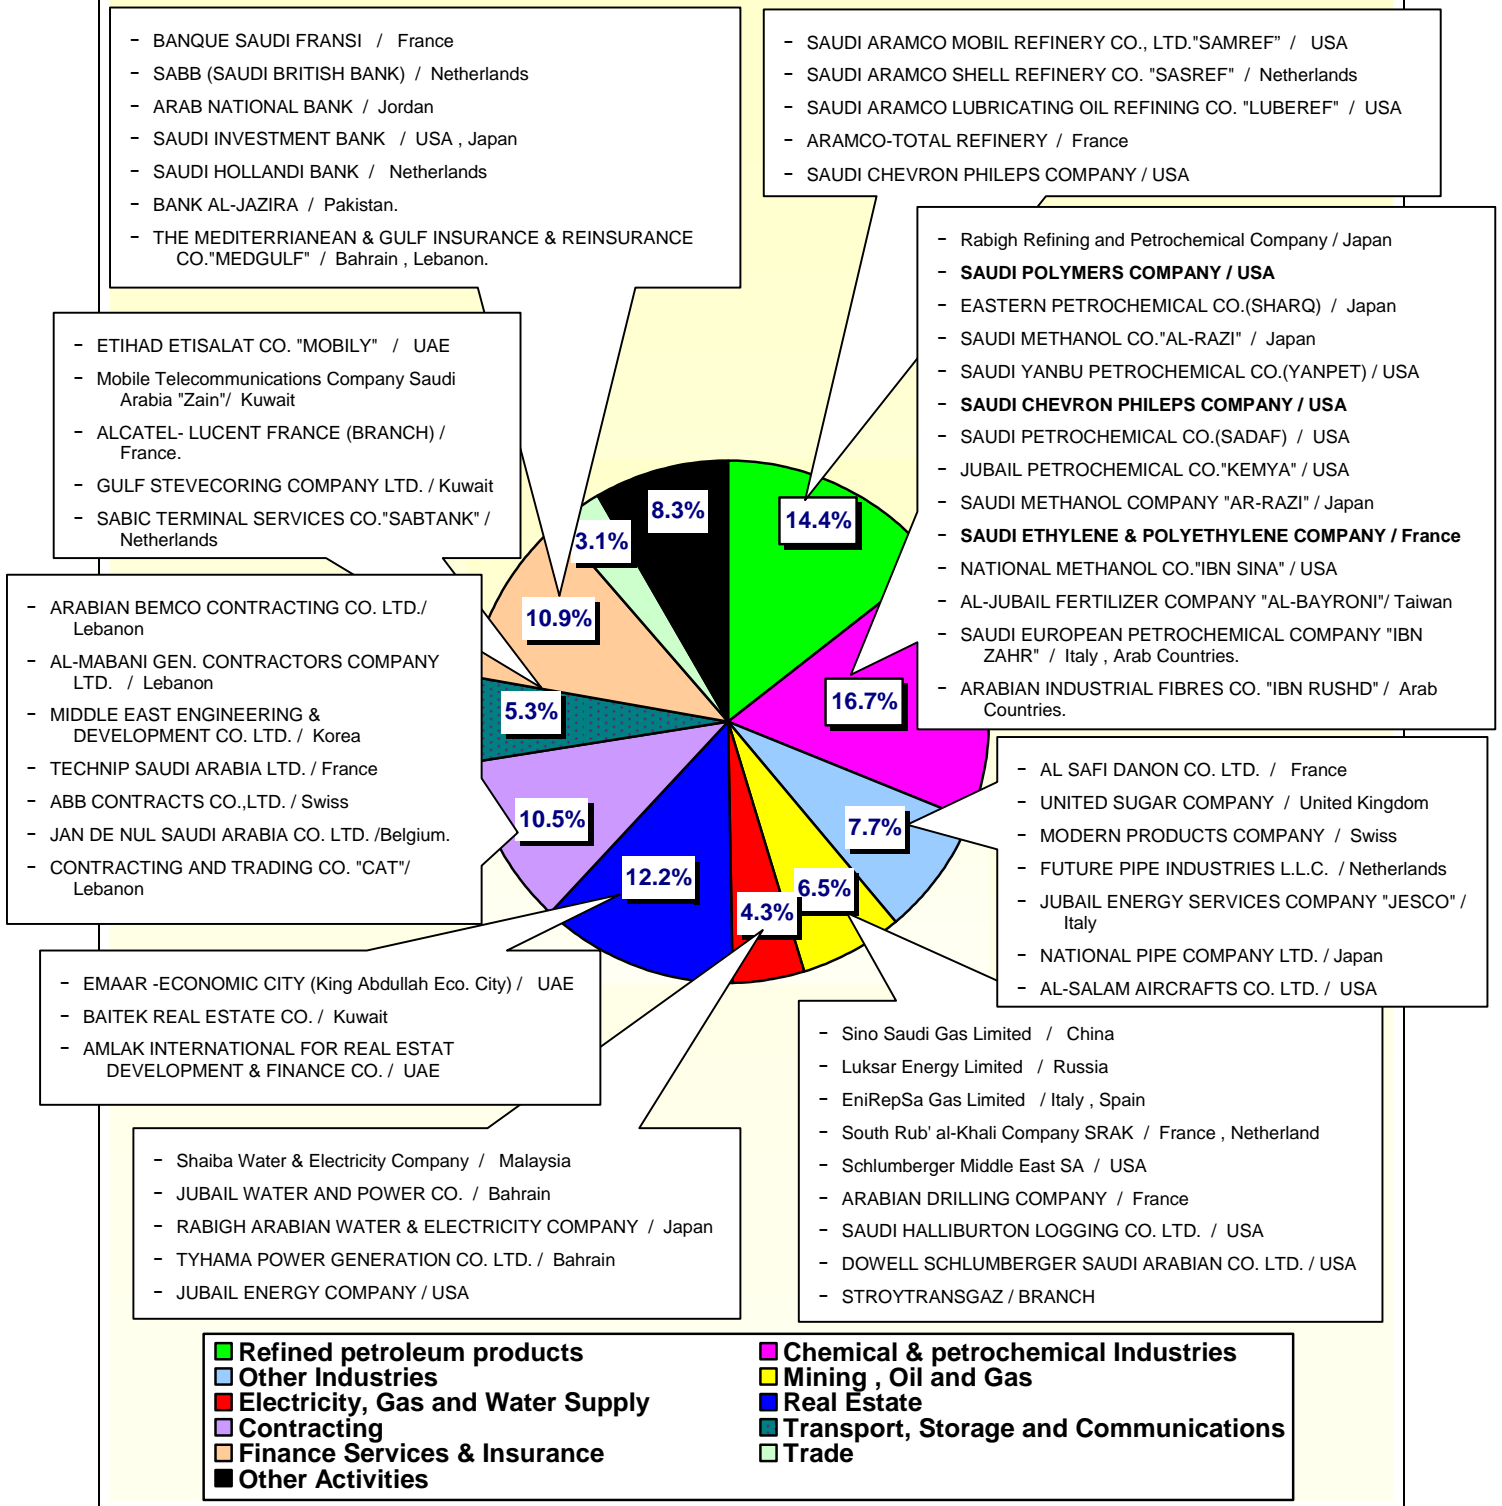 - BANQUE SAUDI FRANSI / France
- SABB (SAUDI BRITISH BANK) / Netherlands
- ARAB NATIONAL BANK / Jordan
- SAUDI INVESTMENT BANK / USA , Japan
- SAUDI HOLLANDI BANK / Netherlands
- BANK AL-JAZIRA / Pakistan.
- THE MEDITERRIANEAN & GULF INSURANCE & REINSURANCE
CO."MEDGULF" / Bahrain , Lebanon.
- SAUDI ARAMCO MOBIL REFINERY CO., LTD."SAMREF” / USA
- SAUDI ARAMCO SHELL REFINERY CO. "SASREF" / Netherlands
- SAUDI ARAMCO LUBRICATING OIL REFINING CO. "LUBEREF" / USA
- ARAMCO-TOTAL REFINERY / France
- SAUDI CHEVRON PHILEPS COMPANY / USA
- Rabigh Refining and Petrochemical Company / Japan
- SAUDI POLYMERS COMPANY / USA
- EASTERN PETROCHEMICAL CO.(SHARQ) / Japan
- SAUDI METHANOL CO."AL-RAZI" / Japan
- SAUDI YANBU PETROCHEMICAL CO.(YANPET) / USA
- SAUDI CHEVRON PHILEPS COMPANY / USA
- SAUDI PETROCHEMICAL CO.(SADAF) / USA
- JUBAIL PETROCHEMICAL CO."KEMYA" / USA
- SAUDI METHANOL COMPANY "AR-RAZI" / Japan
- SAUDI ETHYLENE & POLYETHYLENE COMPANY / France
- NATIONAL METHANOL CO."IBN SINA" / USA
- AL-JUBAIL FERTILIZER COMPANY "AL-BAYRONI"/ Taiwan
- SAUDI EUROPEAN PETROCHEMICAL COMPANY "IBN
ZAHR" / Italy , Arab Countries.
- ARABIAN INDUSTRIAL FIBRES CO. "IBN RUSHD" / Arab
Countries.
- ETIHAD ETISALAT CO. "MOBILY" / UAE
- Mobile Telecommunications Company Saudi
Arabia "Zain"/ Kuwait
- ALCATEL- LUCENT FRANCE (BRANCH) /
France.
- GULF STEVECORING COMPANY LTD. / Kuwait
- SABIC TERMINAL SERVICES CO."SABTANK" /
Netherlands
8.3%
14.4%
3.1%
10.9%
16.7%
5.3%
10.5%
7.7%
12.2%
6.5%
4.3%
- ARABIAN BEMCO CONTRACTING CO. LTD./
Lebanon
- AL-MABANI GEN. CONTRACTORS COMPANY
LTD. / Lebanon
- MIDDLE EAST ENGINEERING &
DEVELOPMENT CO. LTD. / Korea
- TECHNIP SAUDI ARABIA LTD. / France
- ABB CONTRACTS CO.,LTD. / Swiss
- JAN DE NUL SAUDI ARABIA CO. LTD. /Belgium.
- CONTRACTING AND TRADING CO. "CAT"/
Lebanon
- AL SAFI DANON CO. LTD. / France
- UNITED SUGAR COMPANY / United Kingdom
- MODERN PRODUCTS COMPANY / Swiss
- FUTURE PIPE INDUSTRIES L.L.C. / Netherlands
- JUBAIL ENERGY SERVICES COMPANY "JESCO" /
Italy
- NATIONAL PIPE COMPANY LTD. / Japan
- AL-SALAM AIRCRAFTS CO. LTD. / USA
- EMAAR -ECONOMIC CITY (King Abdullah Eco. City) / UAE
- BAITEK REAL ESTATE CO. / Kuwait
- AMLAK INTERNATIONAL FOR REAL ESTAT
DEVELOPMENT & FINANCE CO. / UAE
- Sino Saudi Gas Limited / China
- Luksar Energy Limited / Russia
- EniRepSa Gas Limited / Italy , Spain
- South Rub' al-Khali Company SRAK / France , Netherland
- Schlumberger Middle East SA / USA
- ARABIAN DRILLING COMPANY / France
- SAUDI HALLIBURTON LOGGING CO. LTD. / USA
- DOWELL SCHLUMBERGER SAUDI ARABIAN CO. LTD. / USA
- STROYTRANSGAZ / BRANCH
- Shaiba Water & Electricity Company / Malaysia
- JUBAIL WATER AND POWER CO. / Bahrain
- RABIGH ARABIAN WATER & ELECTRICITY COMPANY / Japan
- TYHAMA POWER GENERATION CO. LTD. / Bahrain
- JUBAIL ENERGY COMPANY / USA
Refined petroleum products
Chemical & petrochemical Industries
Other Industries
Mining , Oil and Gas
Electricity, Gas and Water Supply
Real Estate
Contracting
Transport, Storage and Communications
Finance Services & Insurance
Trade
Other Activities